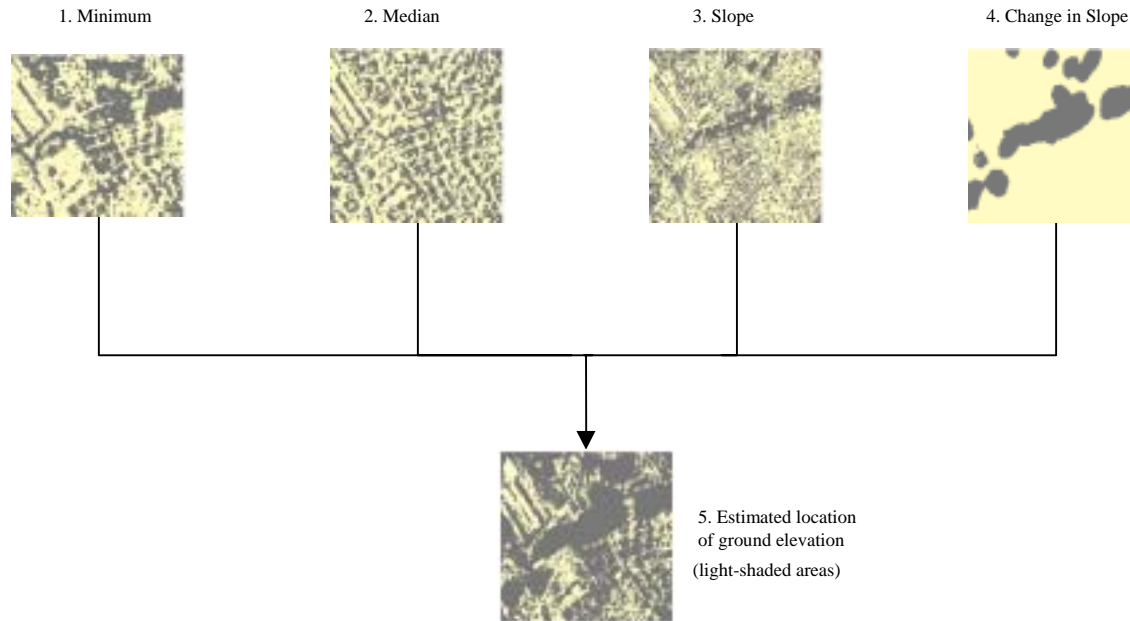 1. Minimum
2. Median
3. Slope
4. Change in Slope
5. Estimated location
of ground elevation
(light-shaded areas)